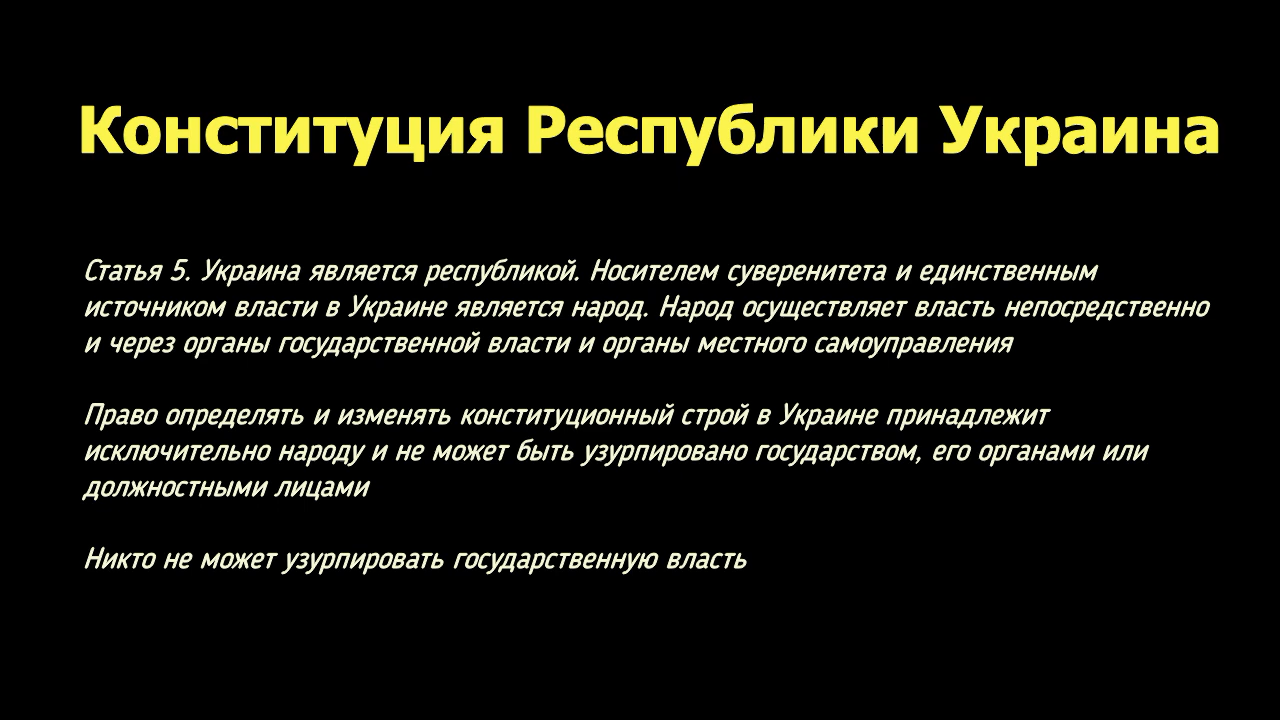 Конституция Республики Украина
Статья 5. Украина является республикой. Носителем суверенитета и единственным
источником власти в Украине является народ. Народ осуществляет власть непосредственно
и через органы государственной власти и органы местного самоуправления
Право определять и изменять конституционный строй в Украине принадлежит
исключительно народу и не может быть узурпировано государством, его органами или
должностными лицами
Никто не может узурпировать государственную власть